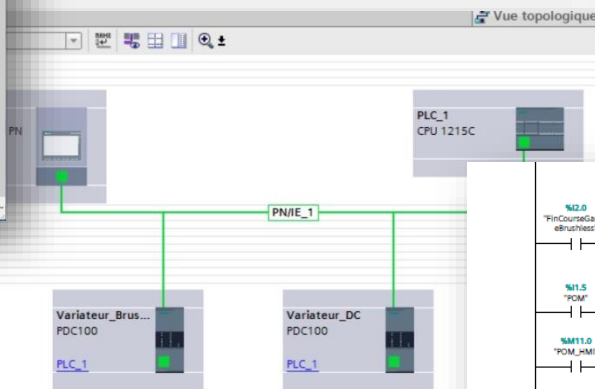 Vue topologique
PN
PLC_1
CPU 1215C
PN/IE_1
Variateur_Brus...
PDC100
PLC_1
Variateur_DC
PDC100
PLC_1
%I2.0
"FinCourseGa
eBrushless"
%I1.5
"POM"
%M11.0
"POM_HMI